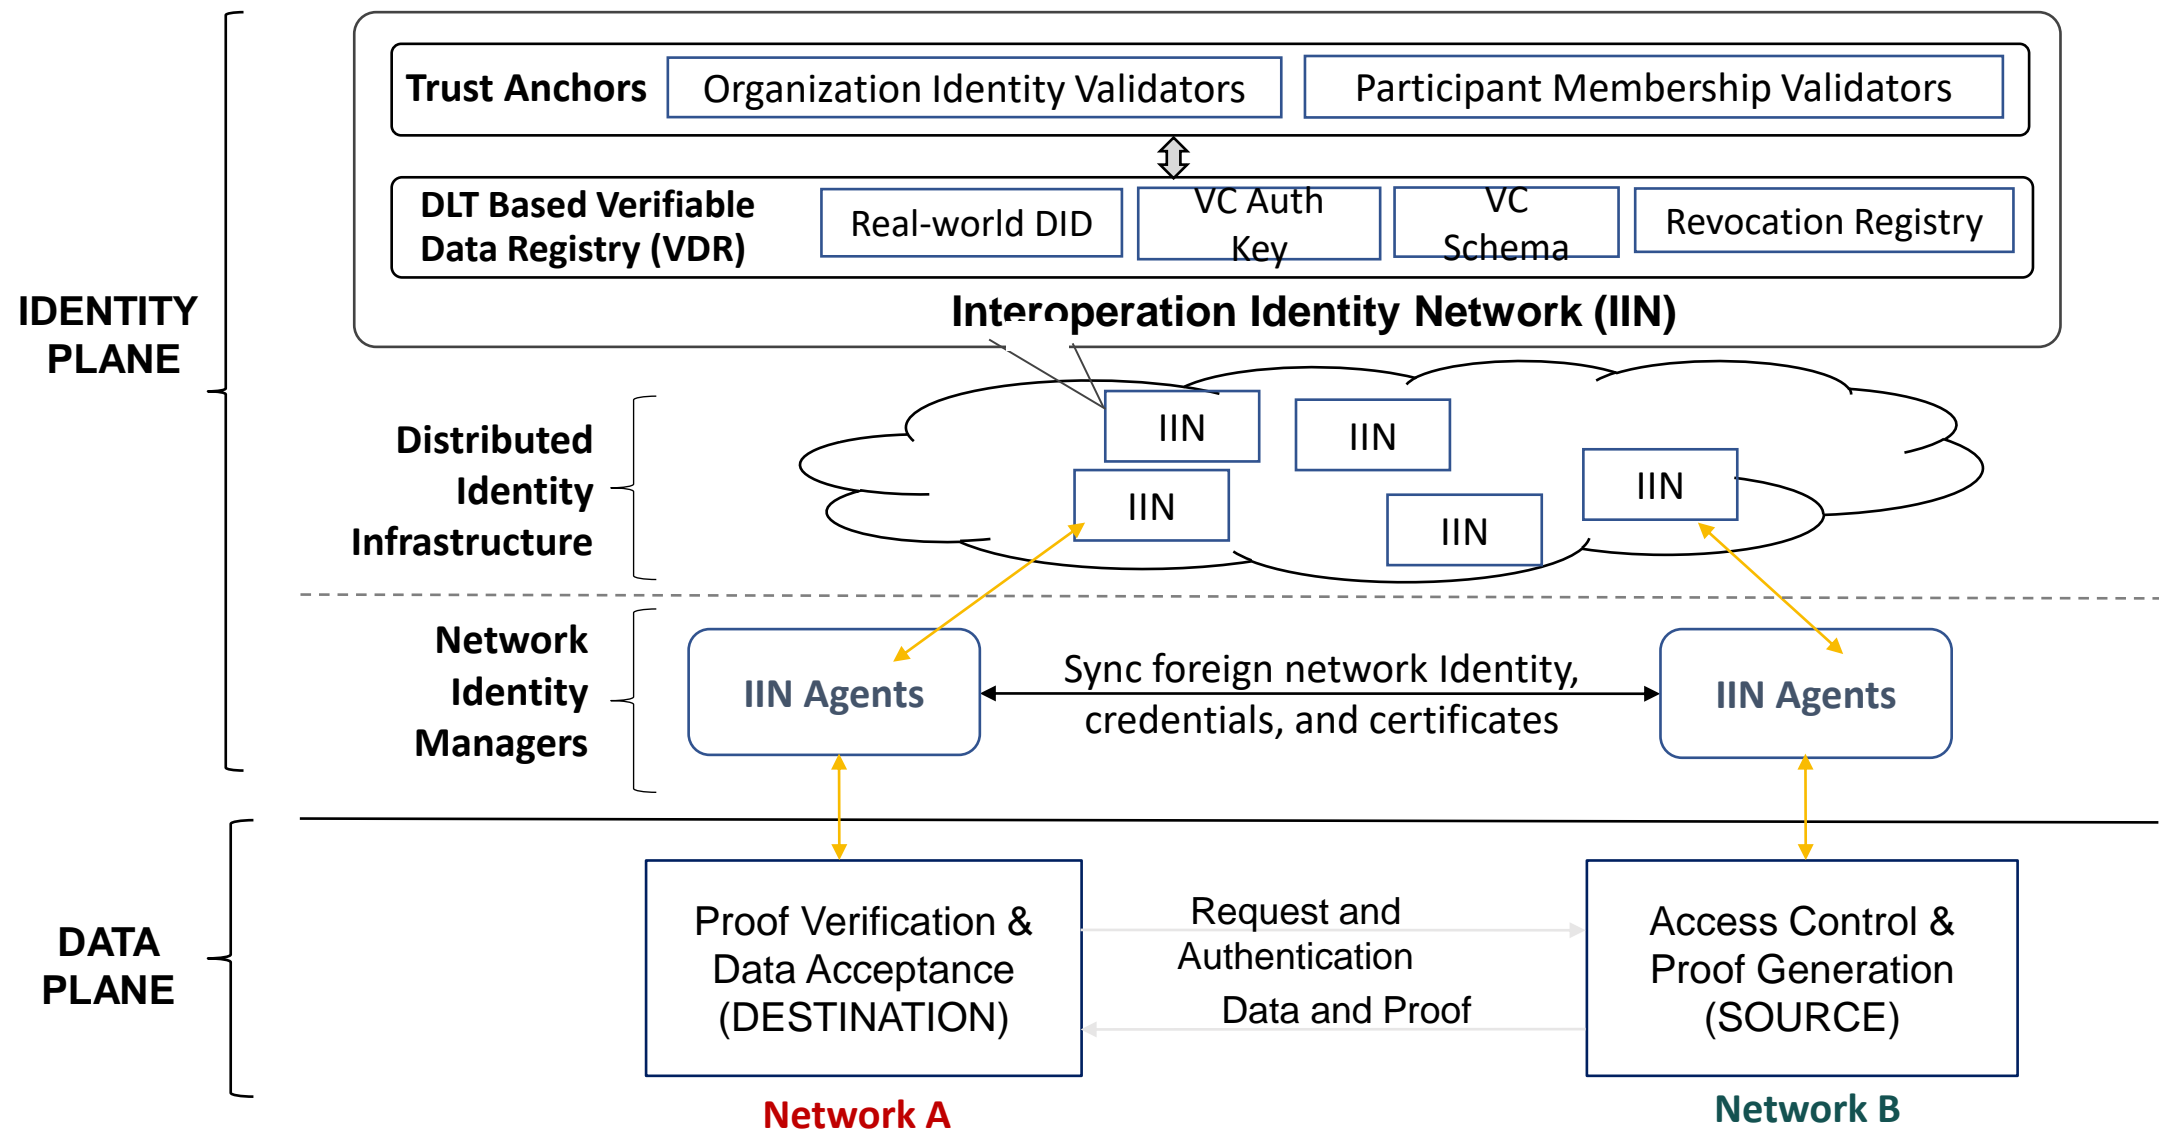 Trust Anchors
Organization Identity Validators
Participant Membership Validators
DLT Based Verifiable
Data Registry (VDR)
Real-world DID
VC Auth
Key
VC
Schema
Revocation Registry
Interoperation Identity Network (IIN)
IDENTITY
PLANE
Distributed
Identity
Infrastructure
IIN
IIN
IIN
IIN
IIN
Network
Identity
Managers
IIN Agents
Sync foreign network Identity,
credentials, and certificates
IIN Agents
DATA
PLANE
Proof Verification &
Data Acceptance
(DESTINATION)
Request and
Authentication
Data and Proof
Access Control &
Proof Generation
(SOURCE)
Network A
Network B